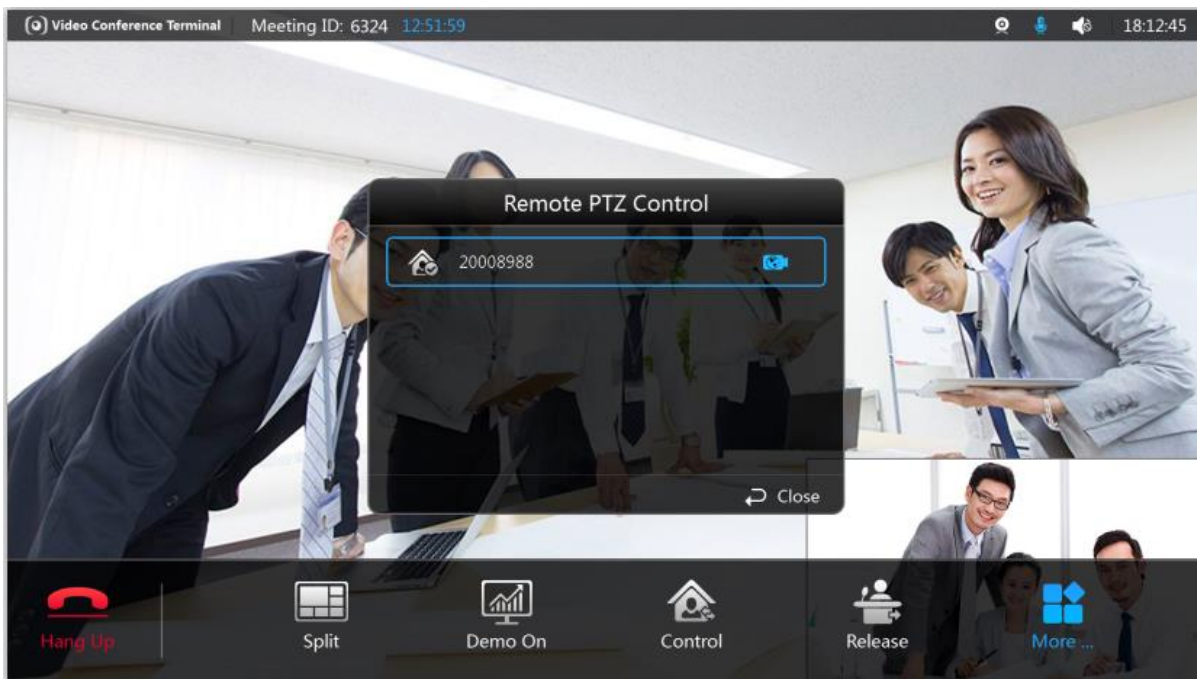 Video Conference Terminal Meeting ID: 6324 12:51:59 18:12:45
Remote PTZ Control
20008988
Close
Hang Up Split Demo On Control Release More ...